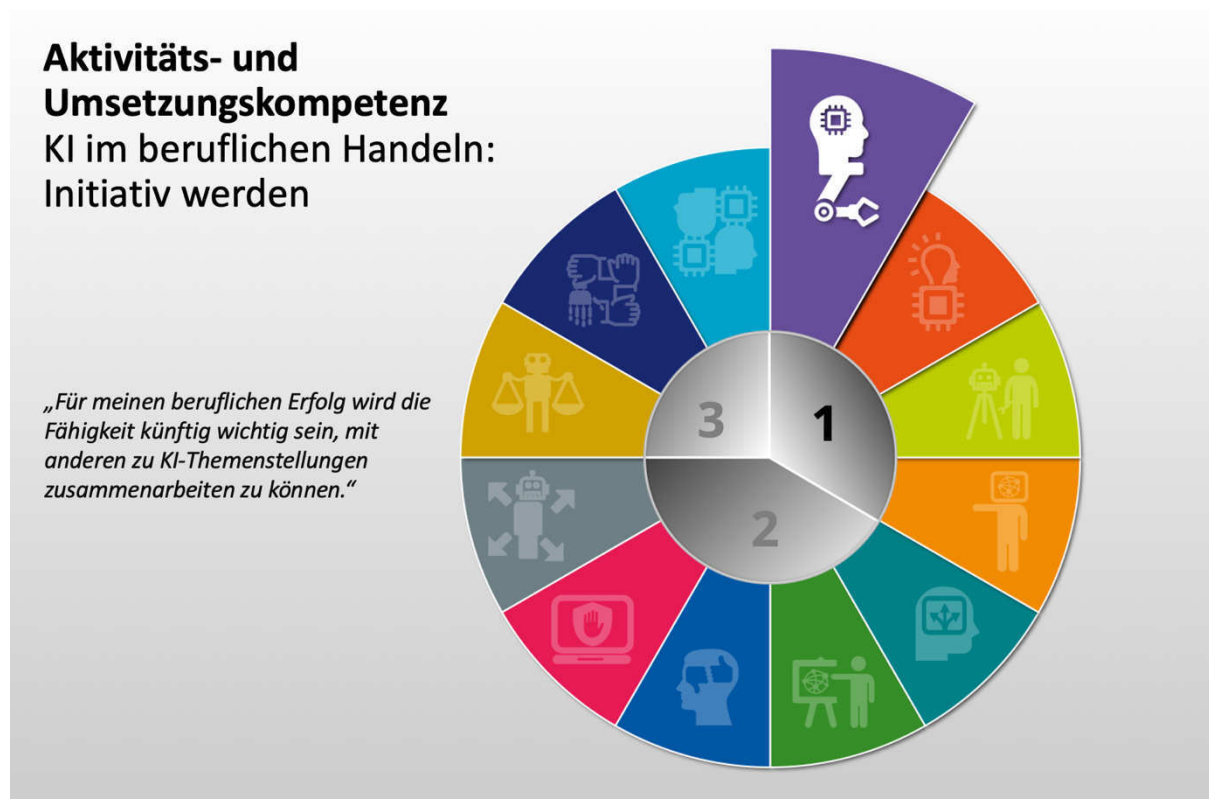 Aktivitäts- und
Umsetzungskompetenz
KI im beruflichen Handeln:
Initiativ werden
„Für meinen beruflichen Erfolg wird die
Fähigkeit künftig wichtig sein, mit
anderen zu KI-Themenstellungen
zusammenarbeiten zu können.“
3
1
2